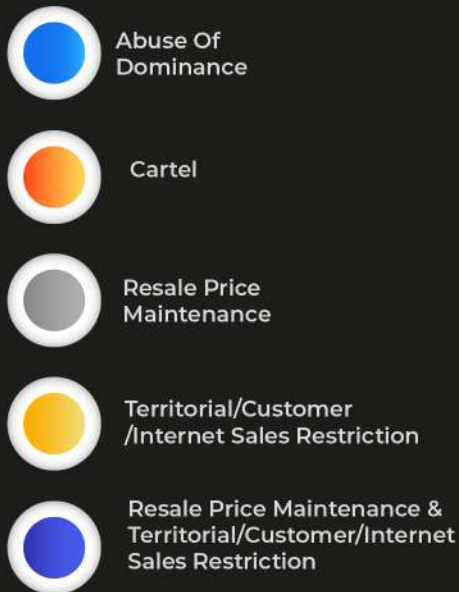 Abuse Of
Dominance
Cartel
Resale Price
Maintenance
Territorial/Customer
/Internet Sales Restriction
Resale Price Maintenance &
Territorial/Customer/Internet
Sales Restriction